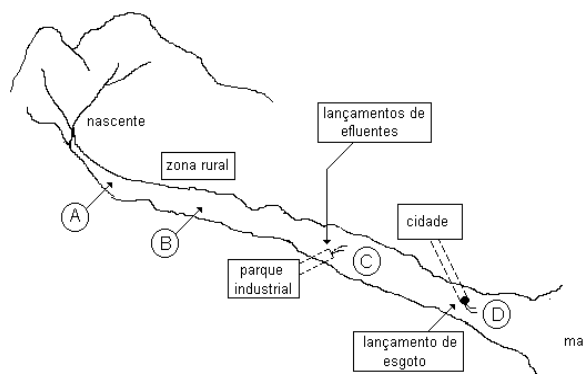 nascente
lançamentos de
efluentes
zona rural
cidade
A
B
C
parque
industrial
D
lançamento de
esgoto
ma